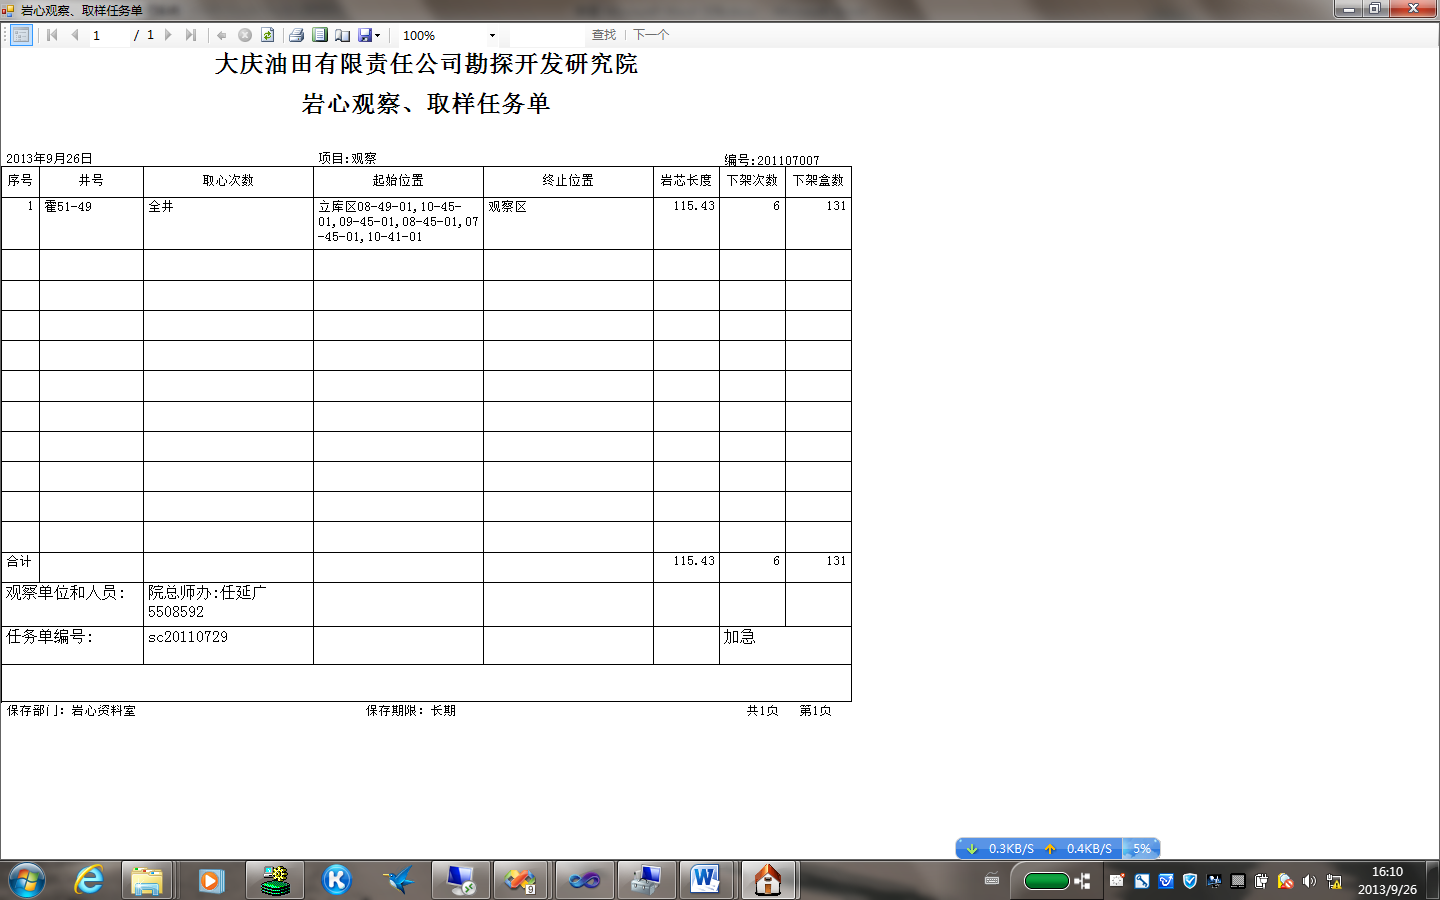 岩心观察、取样任务单
1 / 1 100% 查找 下一个
大庆油田有限责任公司勘探开发研究院
岩心观察、取样任务单
2013年9月26日 项目:观察 编号:201107007
序号 井号 取心次数 起始位置 终止位置 岩芯长度 下架次数 下架盒数
1 霍51-49 全井 立库区08-49-01,10-45- 观察区 115.43 6 131
01,09-45-01,08-45-01,07
-45-01,10-41-01
合计 115.43 6 131
观察单位和人员: 院总师办:任延广
5508592
任务单编号: sc20110729 加急
保存部门: 岩心资料室 保存期限: 长期 共1页 第1页
0.3KB/S 0.4KB/S 5%
9
16:10
2013/9/26